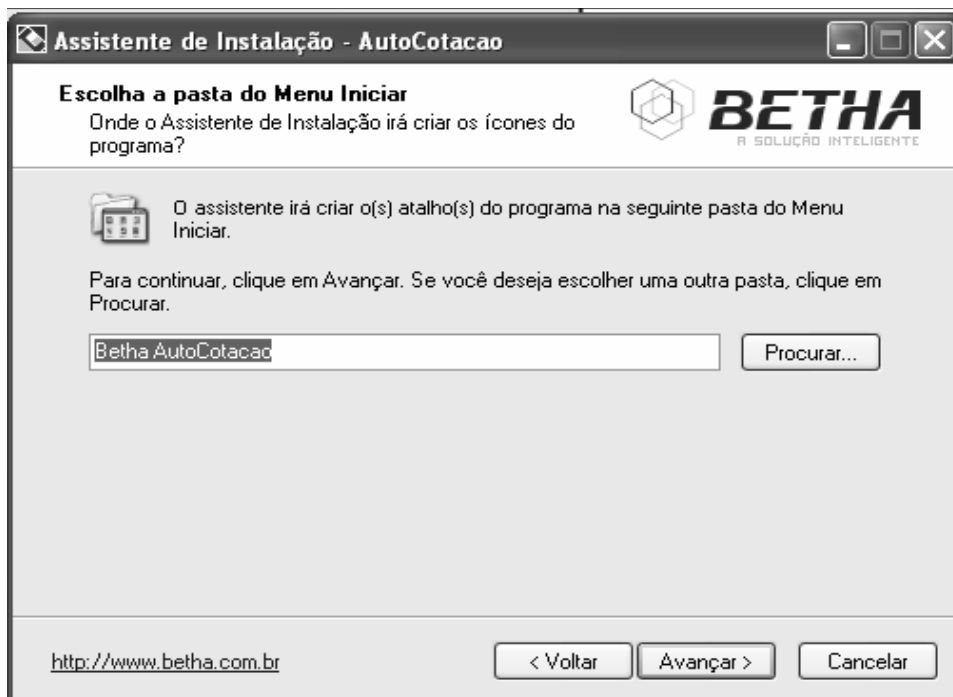 Assistente de Instalação - AutoCotacao
Escolha a pasta do Menu Iniciar
Onde o Assistente de Instalação irá criar os ícones do
programa?
BETHA
A SOLUÇÃO INTELIGENTE
O assistente irá criar o(s) atalho(s) do programa na seguinte pasta do Menu
Iniciar.
Para continuar, clique em Avançar. Se você deseja escolher uma outra pasta, clique em
Procurar.
Betha AutoCotacao
Procurar...
http://www.betha.com.br
< Voltar
Avançar >
Cancelar